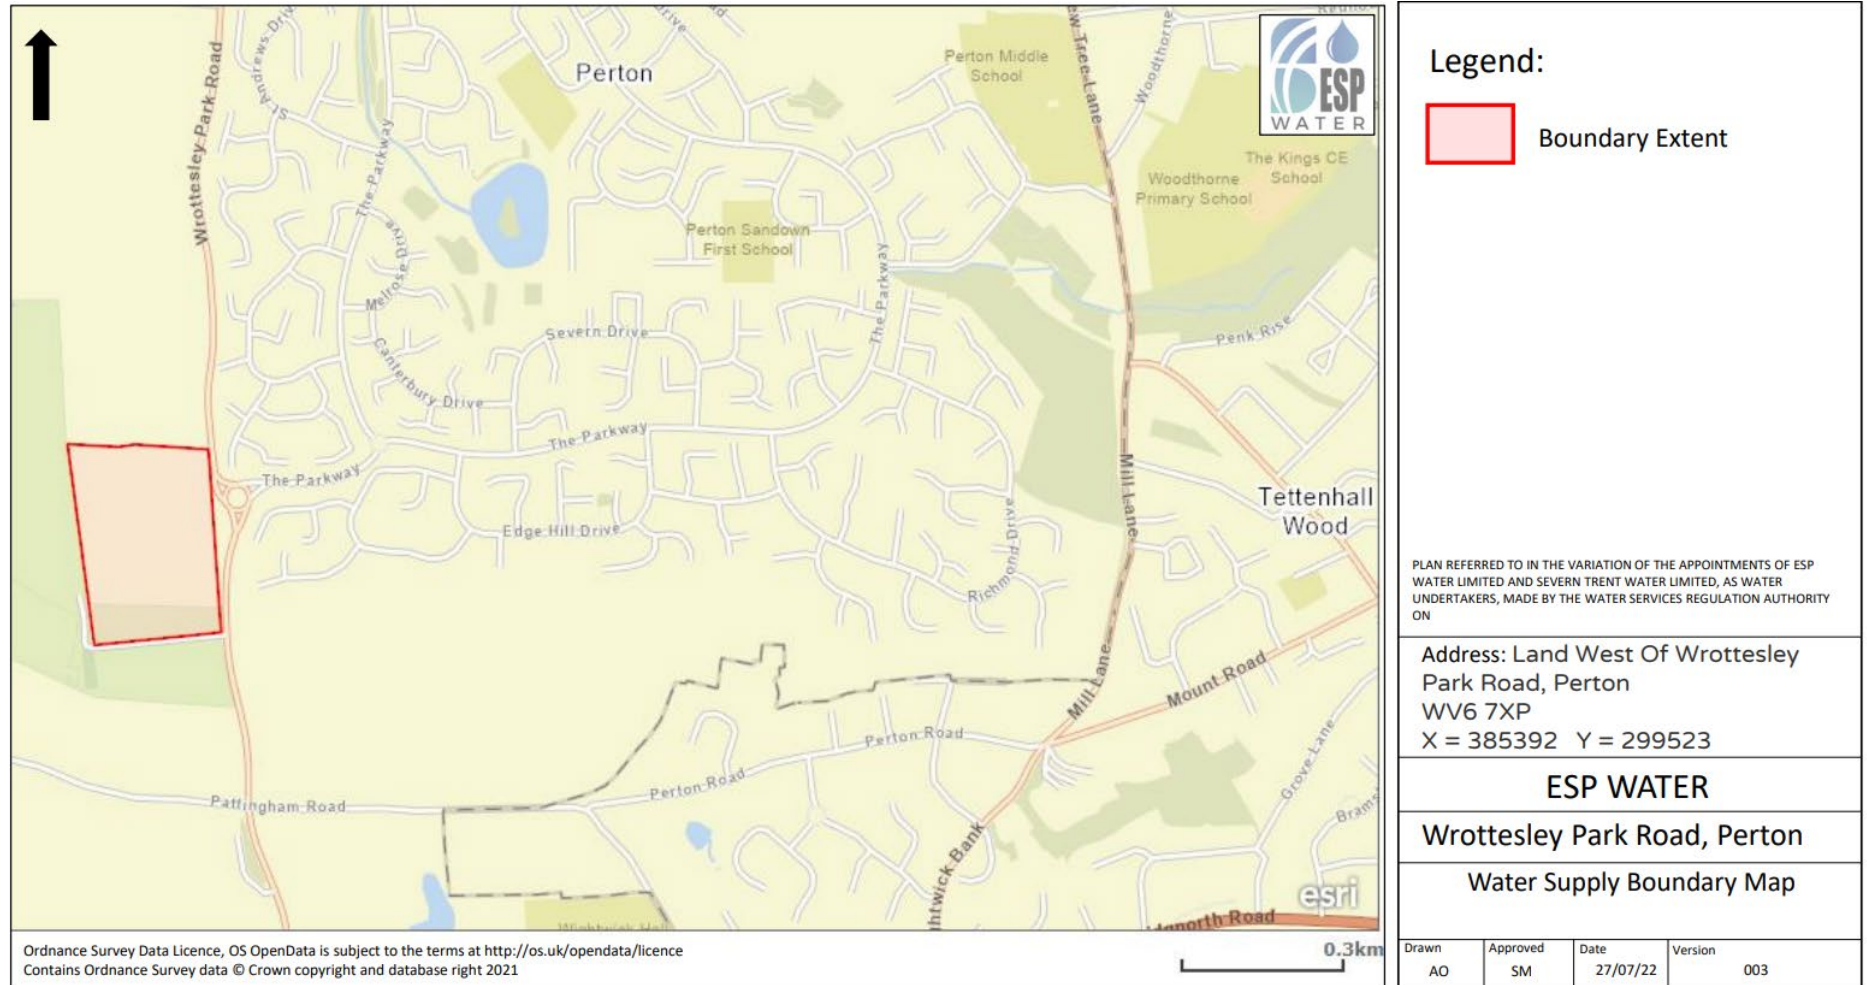 St Andrews Drive
Drive
Wrottesley Park Road
Perton
The Parkway
Perton Middle
School
Woodthorne
ESP
WATER
The Kings CE
School
Woodthorne
Primary School
Perton Sandown
First School
Melrose Drive
The Parkway
Severn Drive
Penk Rise
Canterbury Drive
The Parkway
The Parkway
Mill Lane
Tettenhall
Wood
Edge Hill Drive
Richmond Drive
Mill Lane
Mount Road
Perton Road
Perton Road
Pattingham Road
Grove Lane
esri
Ordnance Survey Data Licence, OS OpenData is subject to the terms at http://os.uk/opendata/licence
Contains Ordnance Survey data © Crown copyright and database right 2021
0.3km
Legend:
Boundary Extent
PLAN REFERRED TO IN THE VARIATION OF THE APPOINTMENTS OF ESP
WATER LIMITED AND SEVERN TRENT WATER LIMITED, AS WATER
UNDERTAKERS, MADE BY THE WATER SERVICES REGULATION AUTHORITY
ON
Address: Land West Of Wrottesley
Park Road, Perton
WV6 7XP
X = 385392 Y = 299523
ESP WATER
Wrottesley Park Road, Perton
Water Supply Boundary Map
Drawn Approved Date Version
AO SM 27/07/22 003